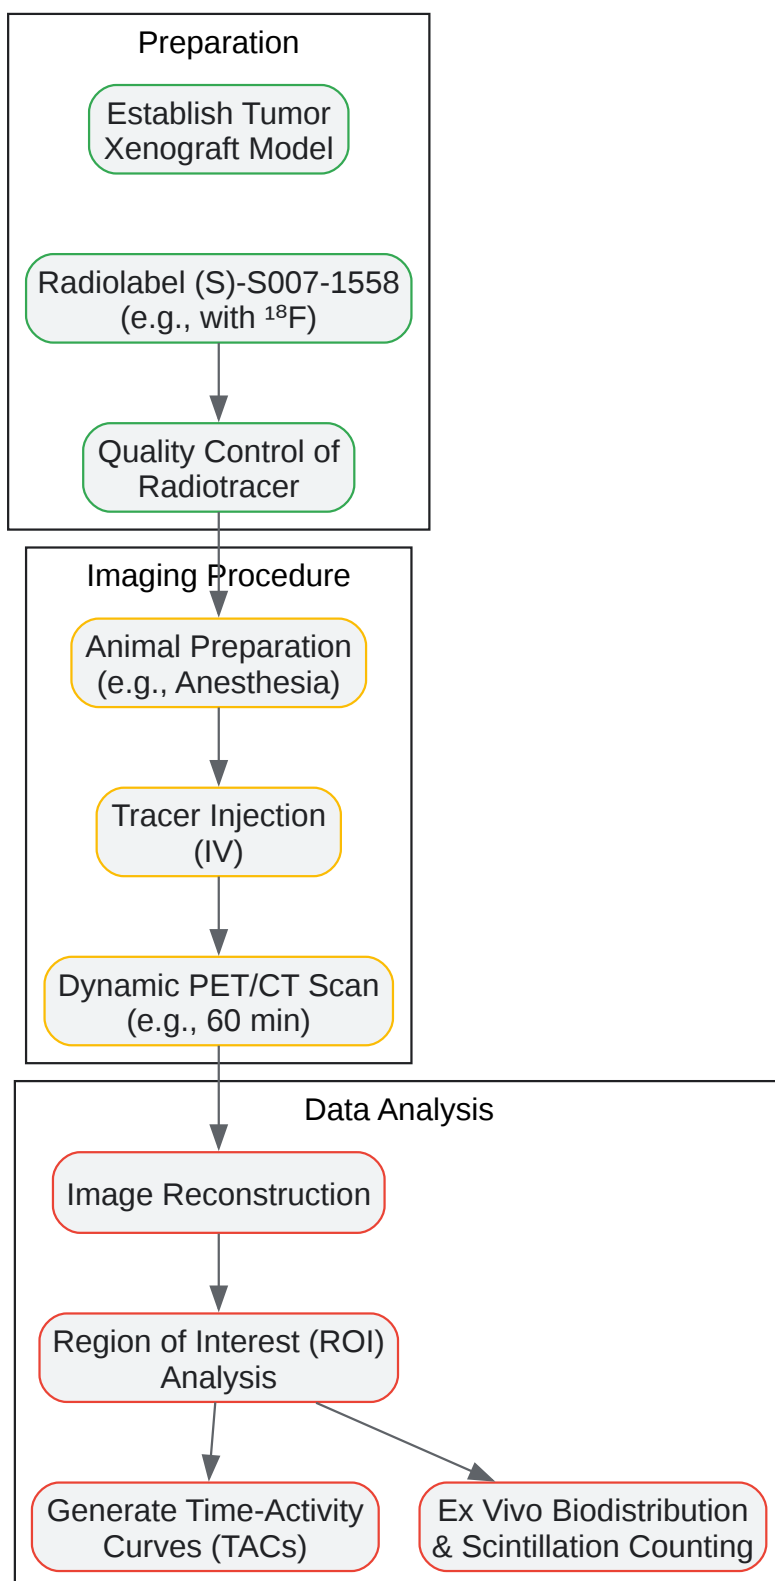 Preparation
Establish Tumor
Xenograft Model
Radiolabel (S)-S007-1558
(e.g., with ¹⁸F)
Quality Control of
Radiotracer
Imaging Procedure
Animal Preparation
(e.g., Anesthesia)
Tracer Injection
(IV)
Dynamic PET/CT Scan
(e.g., 60 min)
Data Analysis
Image Reconstruction
Region of Interest (ROI)
Analysis
Generate Time-Activity
Curves (TACs)
Ex Vivo Biodistribution
& Scintillation Counting